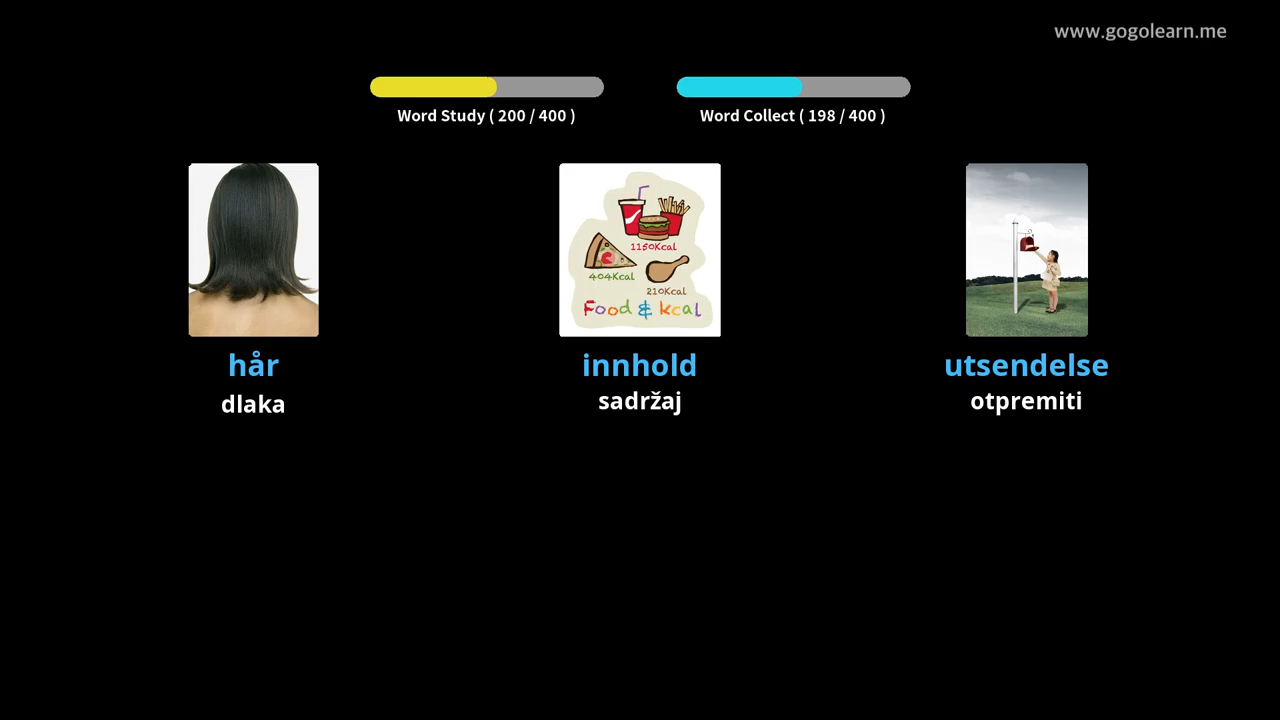 www.gogolearn.me
Word Study ( 200 / 400 )
Word Collect ( 198 / 400 )
1150Kcal
404Kcal
210Kcal
Food & kcal
hår
innhold
utsendelse
dlaka
sadržaj
otpremiti